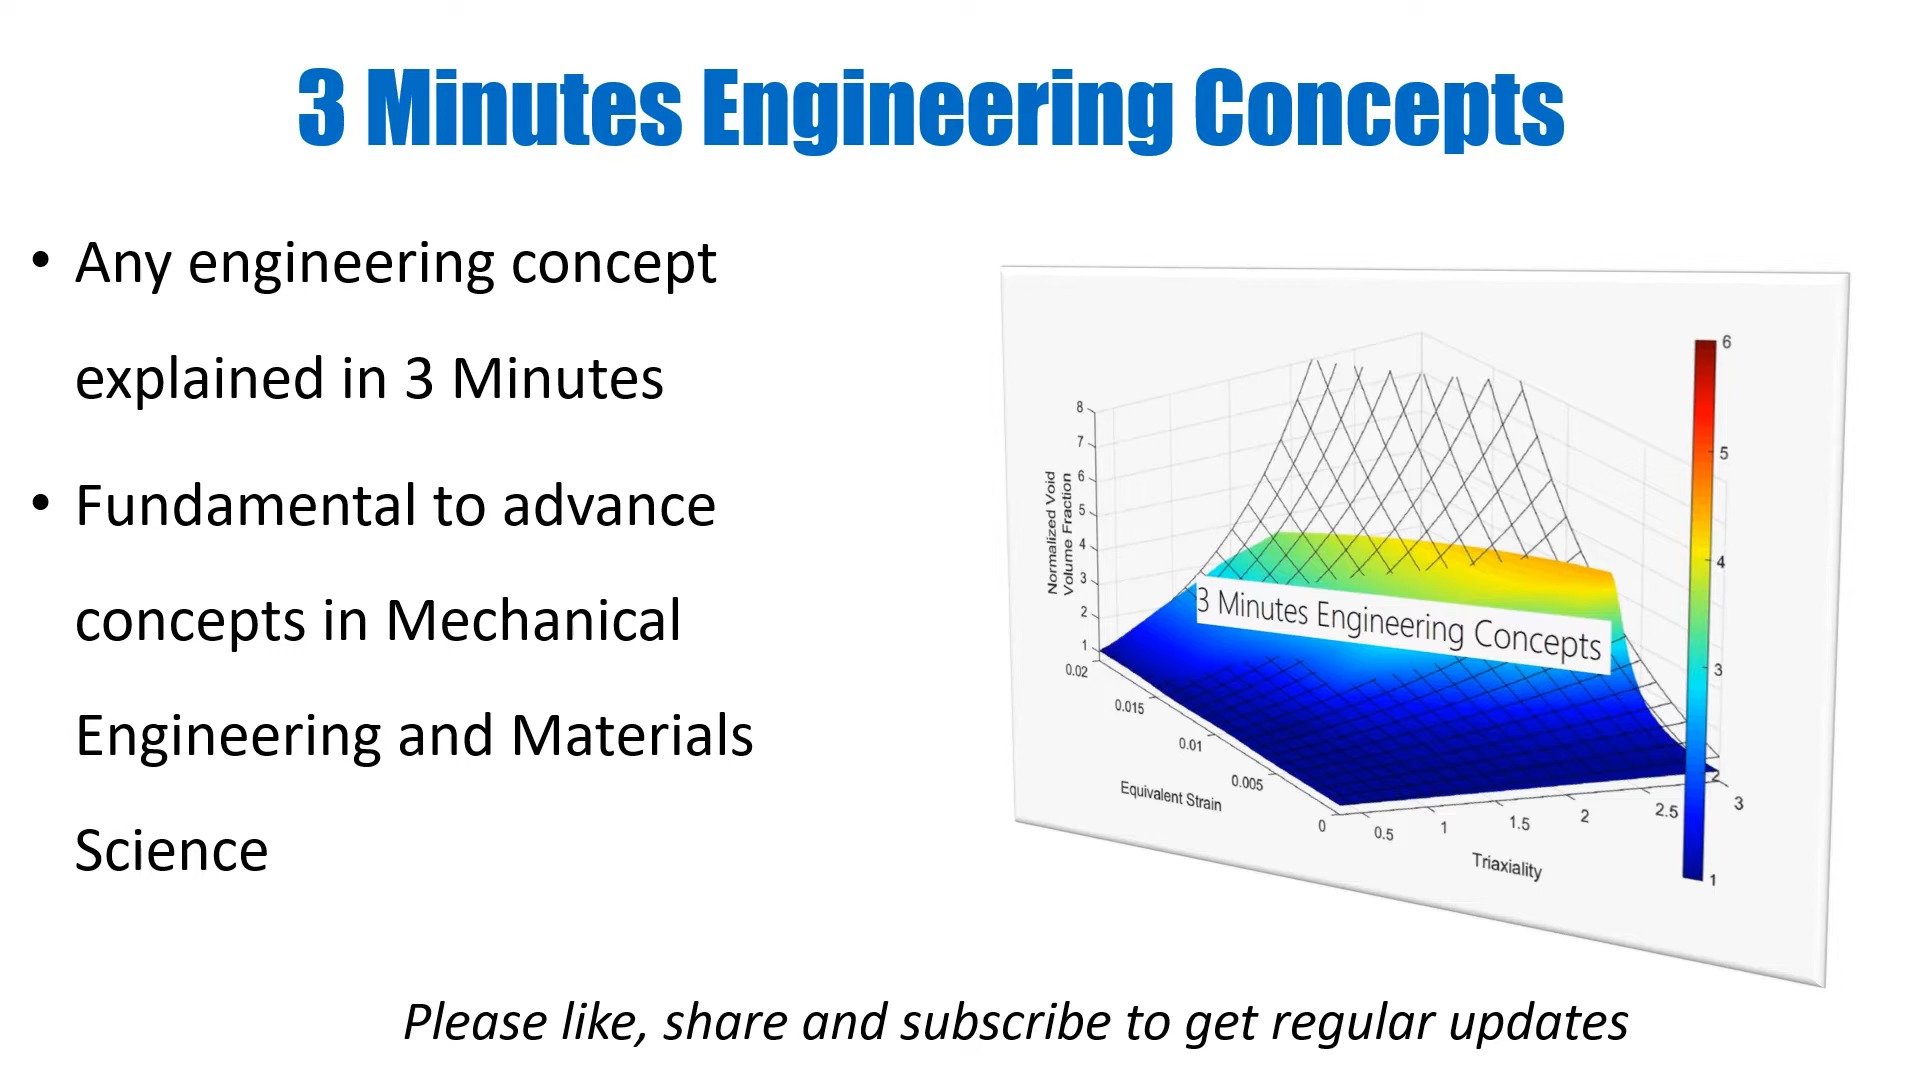 3 Minutes Engineering Concepts
• Any engineering concept
explained in 3 Minutes
• Fundamental to advance
concepts in Mechanical
Engineering and Materials
Science
Normalized Void
Volume Fraction
8
7
6
5
4
3
2
1
0.02
0.015
0.01
0.005
0
Equivalent Strain
0.5
1
1.5
2
2.5
3
Triaxiality
3 Minutes Engineering Concepts
6
5
4
3
2
1
Please like, share and subscribe to get regular updates